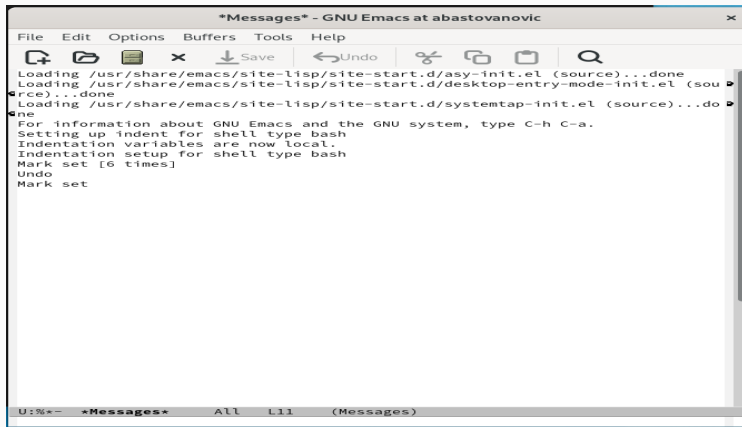 *Messages* - GNU Emacs at abastovanovic
File Edit Options Buffers Tools Help
Save Undo
Loading /usr/share/emacs/site-lisp/site-start.d/asy-init.el (source)...done
Loading /usr/share/emacs/site-lisp/site-start.d/desktop-entry-mode-init.el (sou
rce)...done
Loading /usr/share/emacs/site-lisp/site-start.d/systemtap-init.el (source)...do
ne
For information about GNU Emacs and the GNU system, type C-h C-a.
Setting up indent for shell type bash
Indentation variables are now local.
Indentation setup for shell type bash
Mark set [6 times]
Undo
Mark set
U:%*- *Messages* All L11 (Messages)